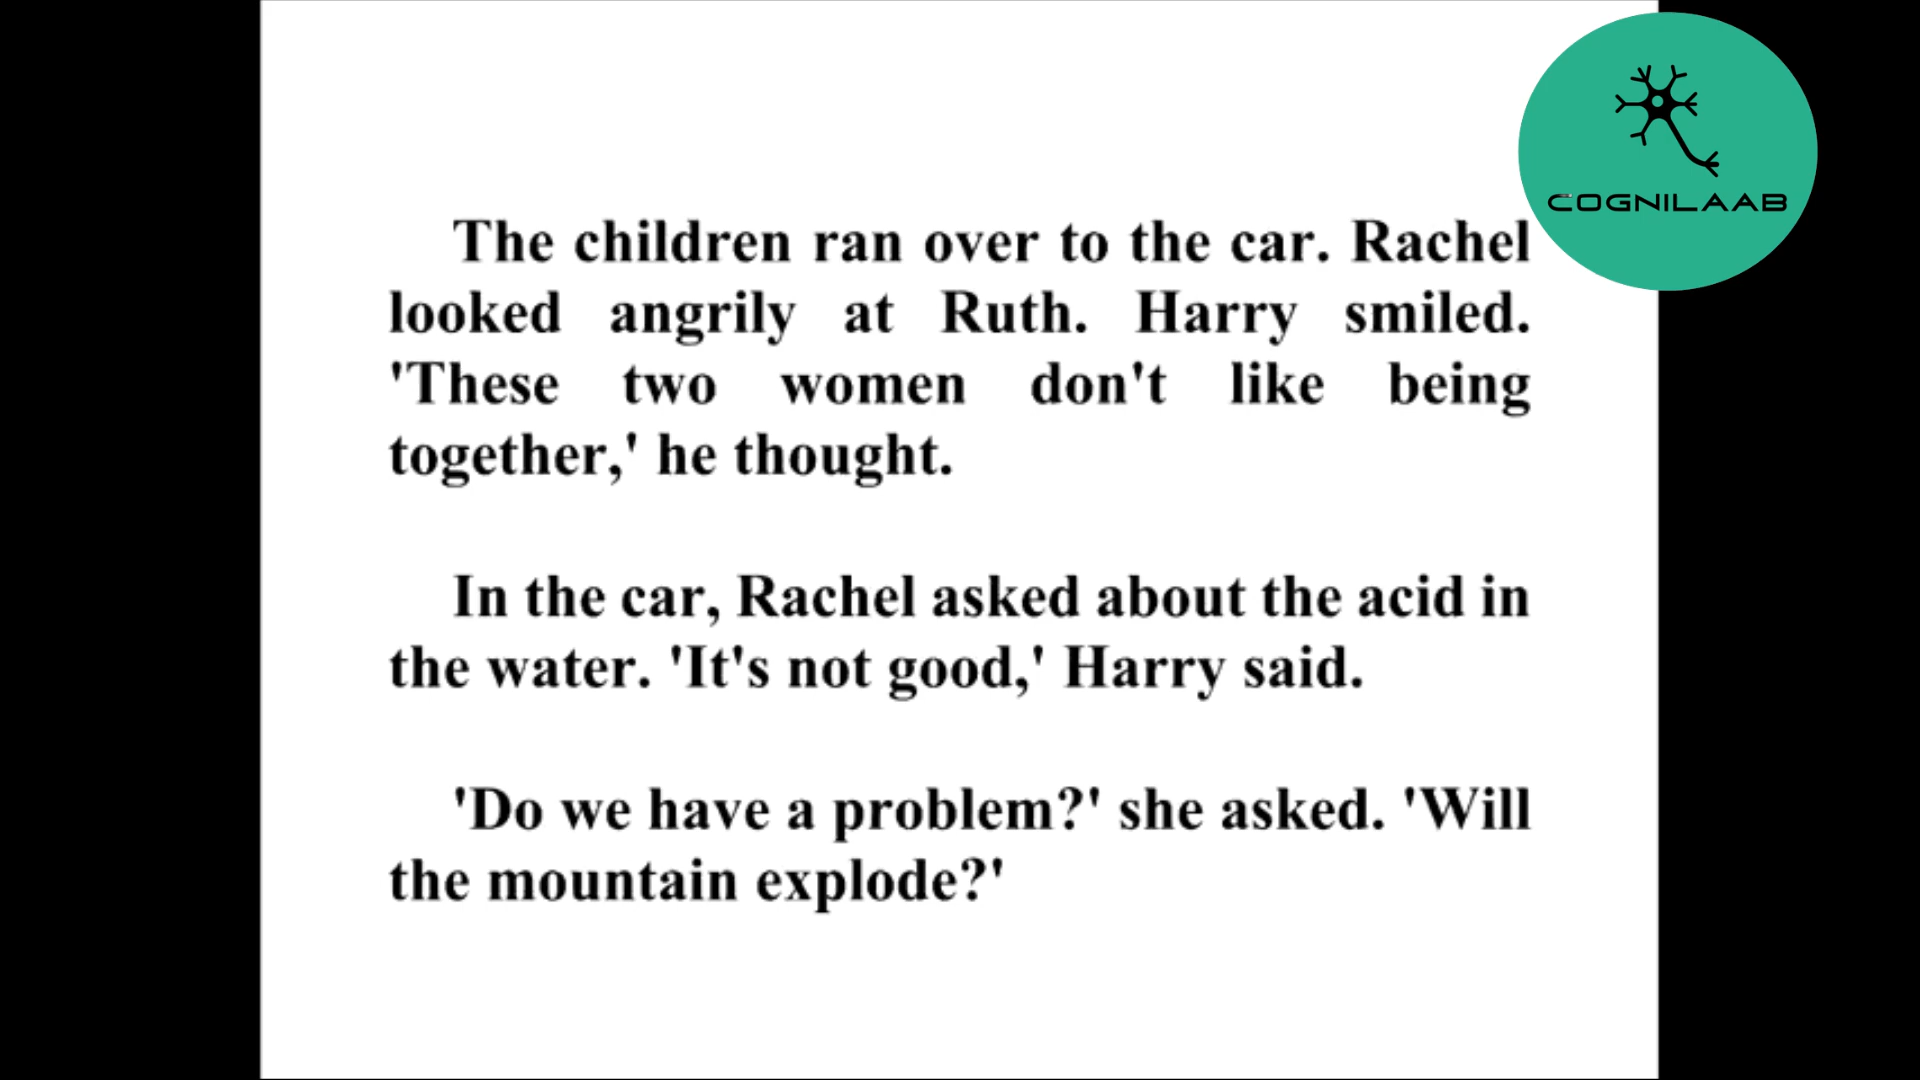 COGNILAAB
The children ran over to the car. Rachel
looked angrily at Ruth. Harry smiled.
'These two women don't like being
together,' he thought.
In the car, Rachel asked about the acid in
the water. 'It's not good,' Harry said.
'Do we have a problem?' she asked. 'Will
the mountain explode?'